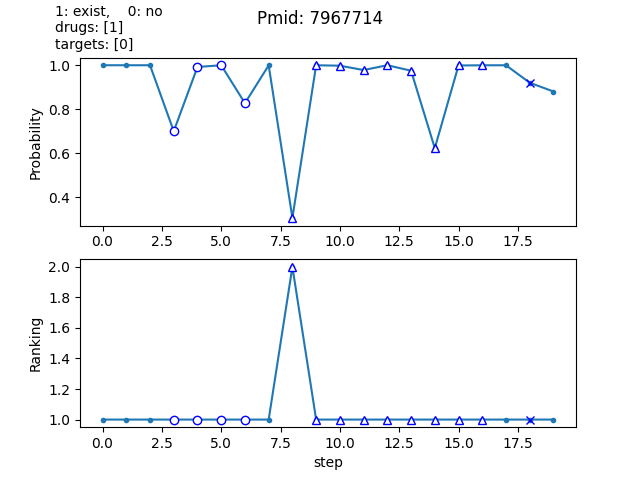 1: exist,    0: no
drugs: [1]
targets: [0]
Pmid: 7967714
1.0
0.8
0.6
0.4
Probability
0.0 2.5 5.0 7.5 10.0 12.5 15.0 17.5
2.0
1.8
1.6
1.4
1.2
1.0
Ranking
0.0 2.5 5.0 7.5 10.0 12.5 15.0 17.5
step